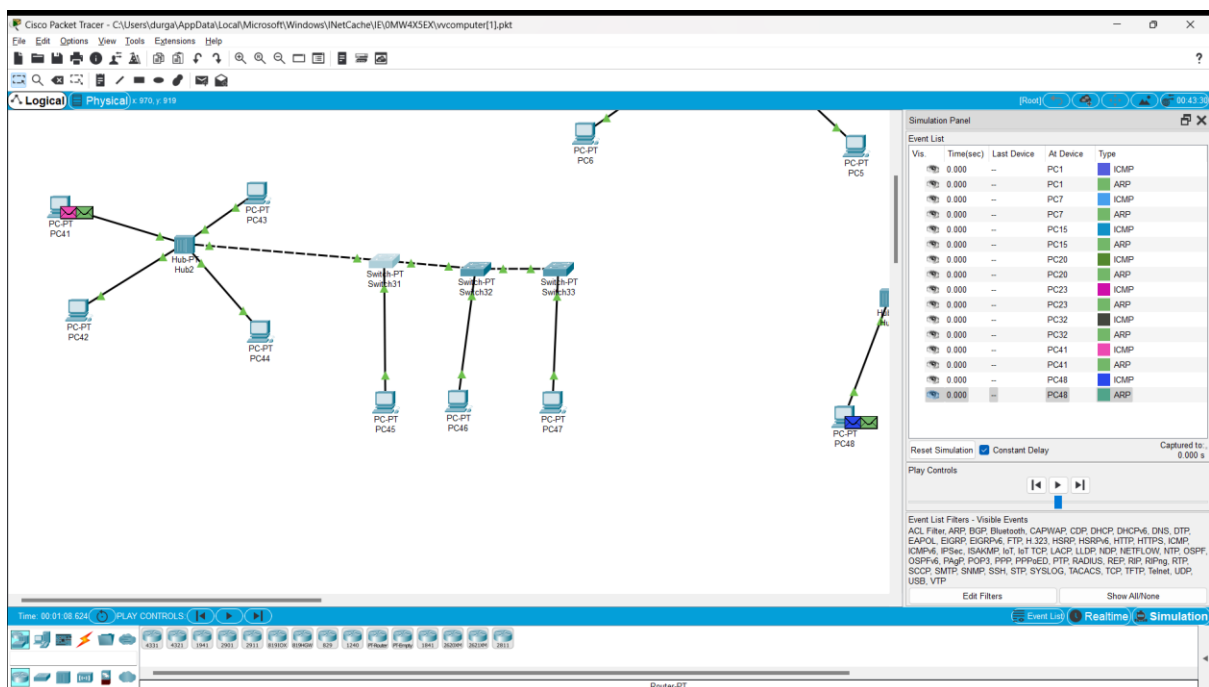 Cisco Packet Tracer - C:\Users\durga\AppData\Local\Microsoft\Windows\INetCache\IE\0MW4X5EX\vvcomputer[1].pkt
File Edit Options View Tools Extensions Help
?
Logical Physical x: 970, y: 919 [Root] 00:43:30
PC-PT
PC6
PC-PT
PC5
PC-PT
PC41
PC-PT
PC43
Hub-PT
Hub2
PC-PT
PC42
PC-PT
PC44
Switch-PT
Switch31
Switch-PT
Switch32
Switch-PT
Switch33
PC-PT
PC45
PC-PT
PC46
PC-PT
PC47
PC-PT
PC48
Simulation Panel
Event List
Vis. Time(sec) Last Device At Device Type
0.000 -- PC1 ICMP
0.000 -- PC1 ARP
0.000 -- PC7 ICMP
0.000 -- PC7 ARP
0.000 -- PC15 ICMP
0.000 -- PC15 ARP
0.000 -- PC20 ICMP
0.000 -- PC20 ARP
0.000 -- PC23 ICMP
0.000 -- PC23 ARP
0.000 -- PC32 ICMP
0.000 -- PC32 ARP
0.000 -- PC41 ICMP
0.000 -- PC41 ARP
0.000 -- PC48 ICMP
0.000 -- PC48 ARP
Reset Simulation Constant Delay Captured to:
0.000 s
Play Controls
Event List Filters - Visible Events
ACL Filter, ARP, BGP, Bluetooth, CAPWAP, CDP, DHCP, DHCPv6, DNS, DTP,
EAPOL, EIGRP, EIGRPv6, FTP, H.323, HSRP, HSRPv6, HTTP, HTTPS, ICMP,
ICMPv6, IPSec, ISAKMP, IoT, IoT TCP, LACP, LLDP, NDP, NETFLOW, NTP, OSPF,
OSPFv6, PAgP, POP3, PPP, PPPoED, PTP, RADIUS, REP, RIP, RIPng, RTP,
SCCP, SMTP, SNMP, SSH, STP, SYSLOG, TACACS, TCP, TFTP, Telnet, UDP,
USB, VTP
Edit Filters Show All/None
Time: 00:01:08.624 PLAY CONTROLS: Event List Realtime Simulation
4331 4321 1941 2901 2911 819IOX 819HGW 829 1240 PT-Router PT-Empty 1841 2620XM 2621XM 2811
Router-PT